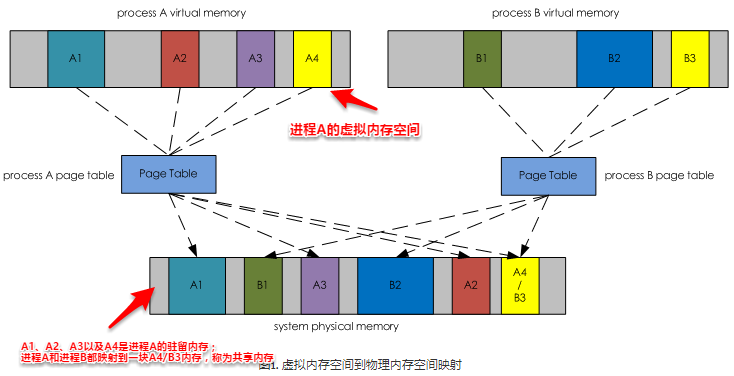 process A virtual memory
process B virtual memory
A1
A2
A3
A4
B1
B2
B3
进程A的虚拟内存空间
process A page table
Page Table
Page Table
process B page table
A1
B1
A3
B2
A2
A4
/
B3
system physical memory
A1、A2、A3以及A4是进程A的驻留内存；
进程A和进程B都映射到一块A4/B3内存，称为共享内存
图1. 虚拟内存空间到物理内存空间映射